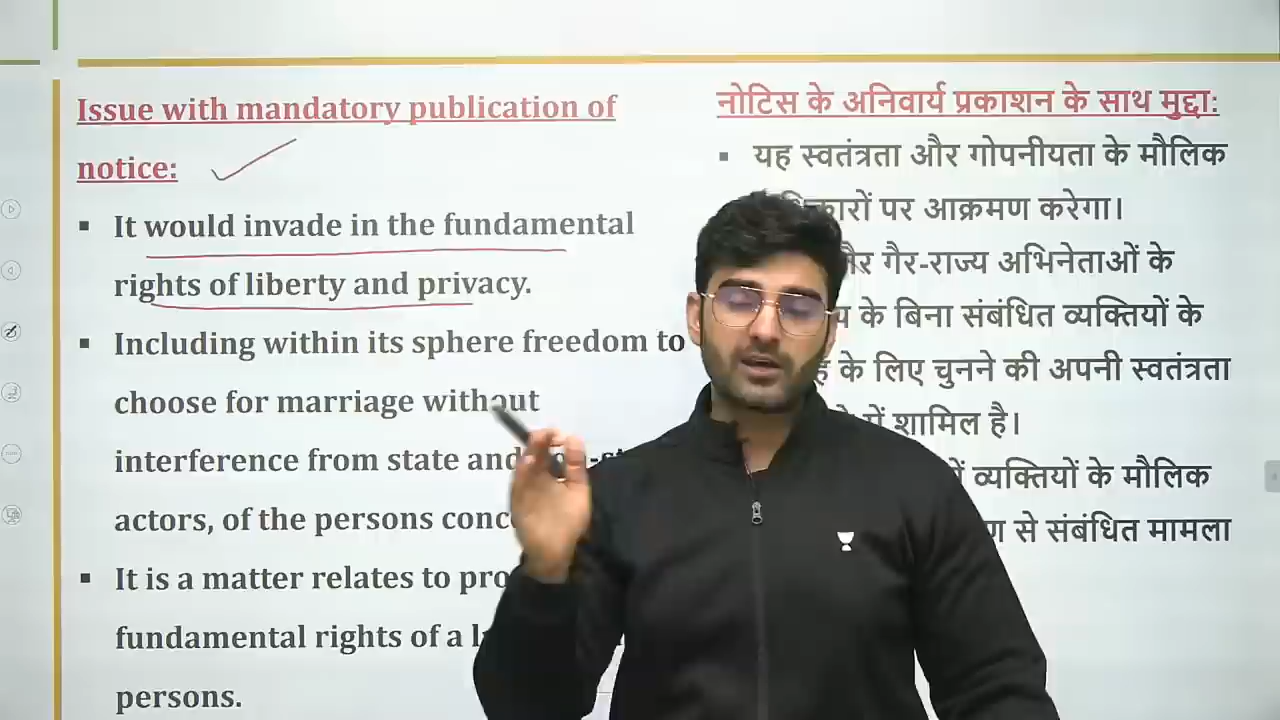 Issue with mandatory publication of
notice:
▪ It would invade in the fundamental
rights of liberty and privacy.
▪ Including within its sphere freedom to
choose for marriage without
interference from state and
actors, of the persons
▪ It is a matter relates to
fundamental rights of a
persons.
नोटिस के अनिवार्य प्रकाशन के साथ मुद्दा:
▪ यह स्वतंत्रता और गोपनीयता के मौलिक
पर आक्रमण करेगा।
और गैर-राज्य अभिनेताओं के
के बिना संबंधित व्यक्तियों के
के लिए चुनने की अपनी स्वतंत्रता
में शामिल है।
व्यक्तियों के मौलिक
से संबंधित मामला